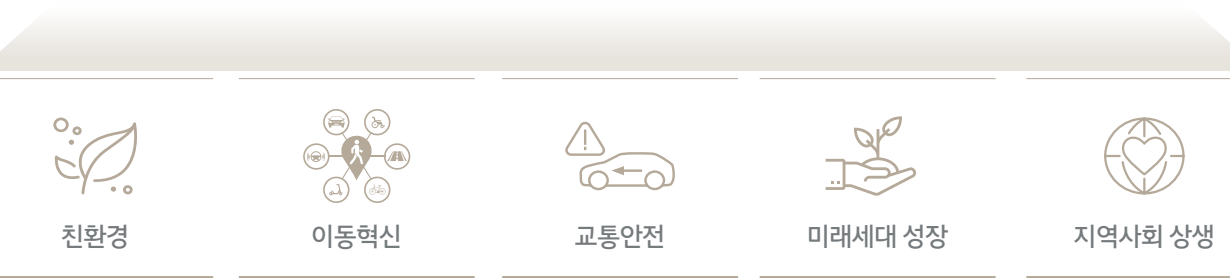 친환경
이동혁신
교통안전
미래세대 성장
지역사회 상생